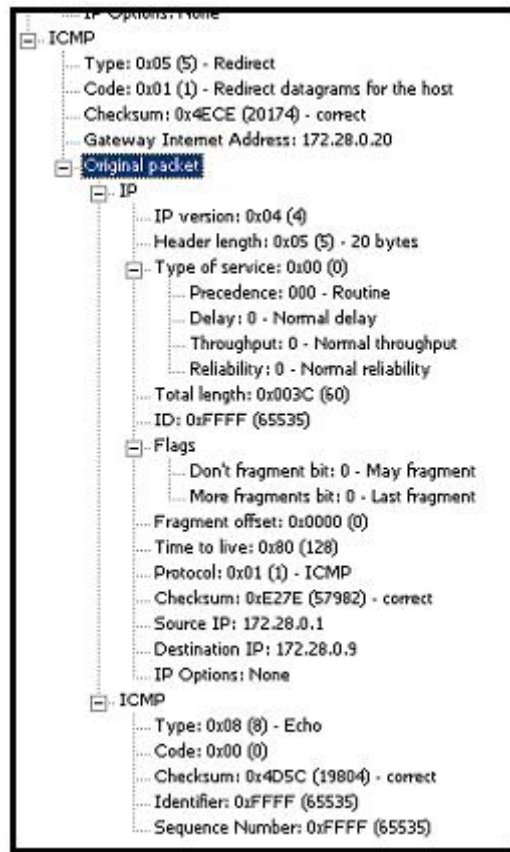 IP Options: None
ICMP
Type: 0x05 (5) - Redirect
Code: 0x01 (1) - Redirect datagrams for the host
Checksum: 0x4ECE (20174) - correct
Gateway Internet Address: 172.28.0.20
Original packet
IP
IP version: 0x04 (4)
Header length: 0x05 (5) - 20 bytes
Type of service: 0x00 (0)
Precedence: 000 - Routine
Delay: 0 - Normal delay
Throughput: 0 - Normal throughput
Reliability: 0 - Normal reliability
Total length: 0x003C (60)
ID: 0xFFFF (65535)
Flags
Don't fragment bit: 0 - May fragment
More fragments bit: 0 - Last fragment
Fragment offset: 0x0000 (0)
Time to live: 0x80 (128)
Protocol: 0x01 (1) - ICMP
Checksum: 0xE27E (57982) - correct
Source IP: 172.28.0.1
Destination IP: 172.28.0.9
IP Options: None
ICMP
Type: 0x08 (8) - Echo
Code: 0x00 (0)
Checksum: 0x4D5C (19804) - correct
Identifier: 0xFFFF (65535)
Sequence Number: 0xFFFF (65535)